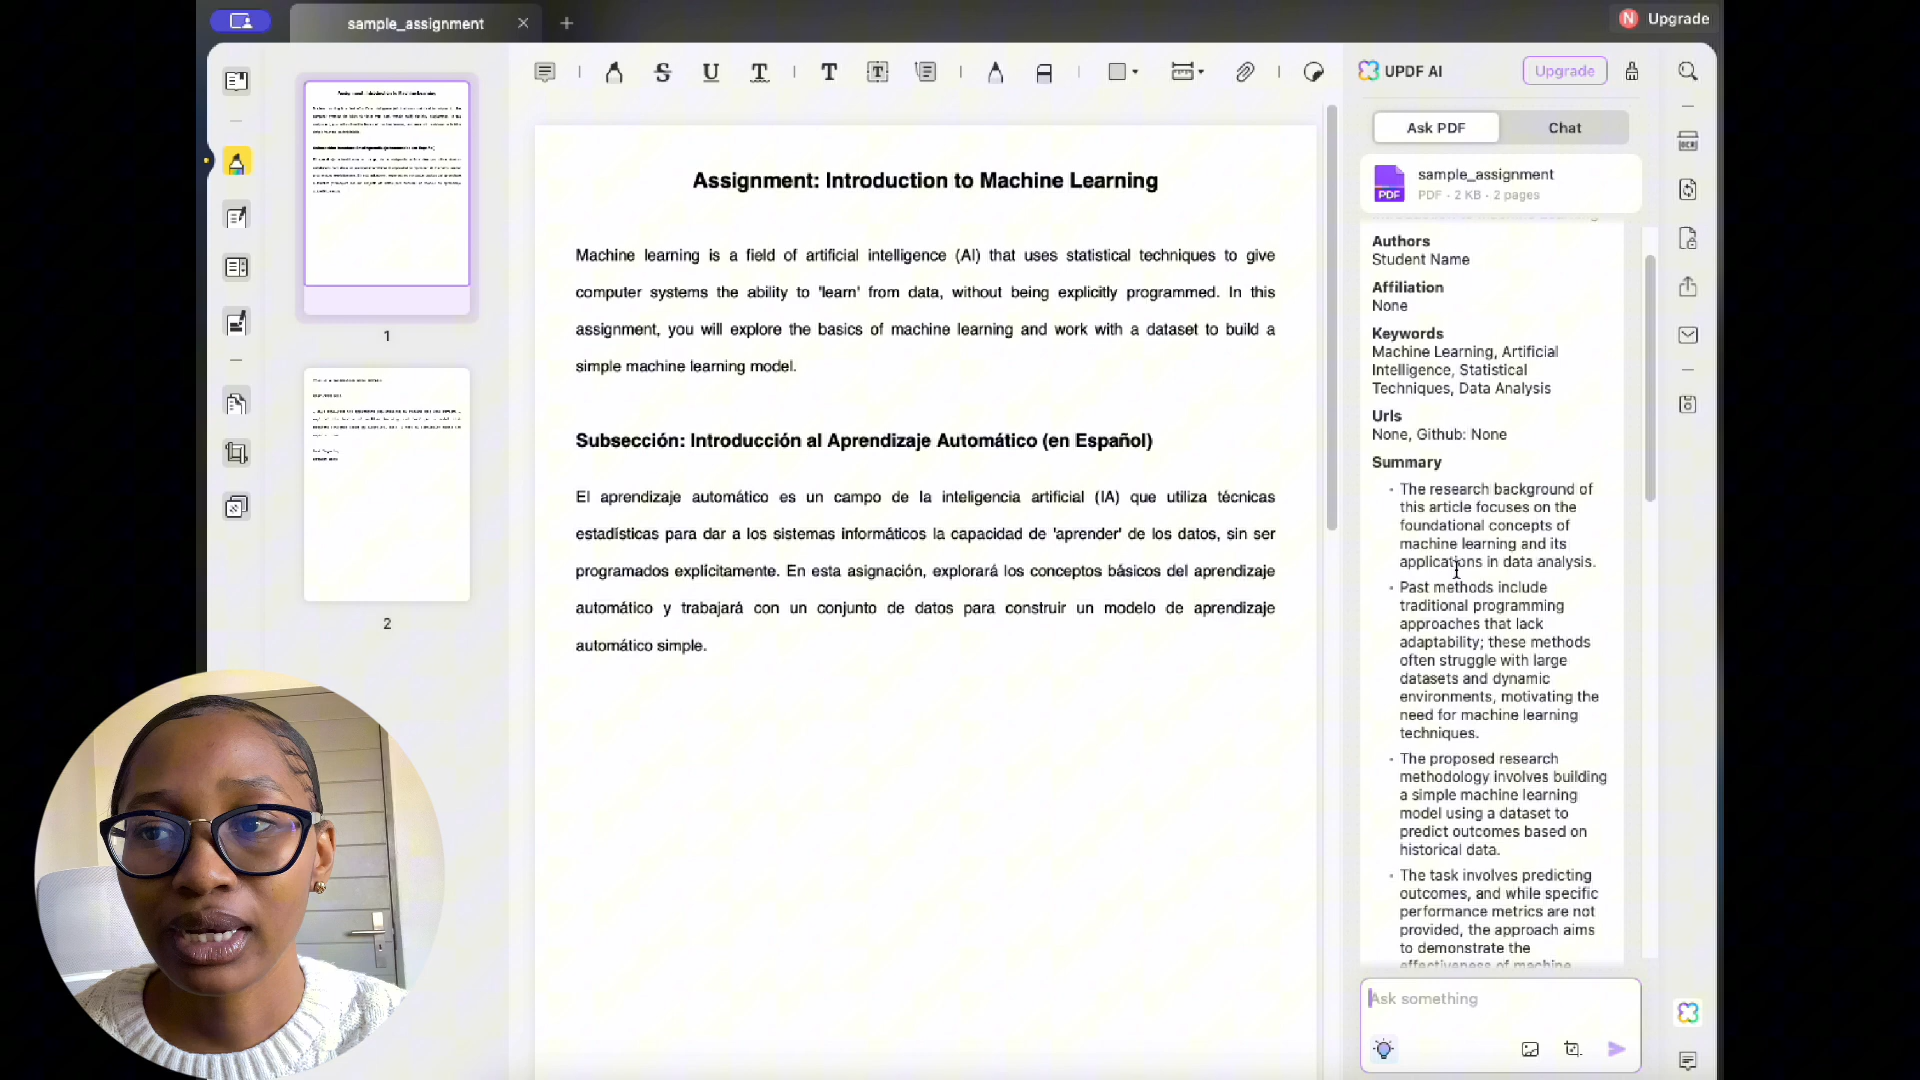 sample_assignment
N Upgrade
UPDF AI
Upgrade
Ask PDF
Chat
sample_assignment
PDF
PDF · 2 KB · 2 pages
1
2
Assignment: Introduction to Machine Learning
Machine learning is a field of artificial intelligence (AI) that uses statistical techniques to give
computer systems the ability to 'learn' from data, without being explicitly programmed. In this
assignment, you will explore the basics of machine learning and work with a dataset to build a
simple machine learning model.
Subsección: Introducción al Aprendizaje Automático (en Español)
El aprendizaje automático es un campo de la inteligencia artificial (IA) que utiliza técnicas
estadísticas para dar a los sistemas informáticos la capacidad de 'aprender' de los datos, sin ser
programados explícitamente. En esta asignación, explorará los conceptos básicos del aprendizaje
automático y trabajará con un conjunto de datos para construir un modelo de aprendizaje
automático simple.
Authors
Student Name
Affiliation
None
Keywords
Machine Learning, Artificial
Intelligence, Statistical
Techniques, Data Analysis
Urls
None, Github: None
Summary
The research background of
this article focuses on the
foundational concepts of
machine learning and its
applications in data analysis.
Past methods include
traditional programming
approaches that lack
adaptability; these methods
often struggle with large
datasets and dynamic
environments, motivating the
need for machine learning
techniques.
The proposed research
methodology involves building
a simple machine learning
model using a dataset to
predict outcomes based on
historical data.
The task involves predicting
outcomes, and while specific
performance metrics are not
provided, the approach aims
to demonstrate the
effectiveness of machine
Ask something